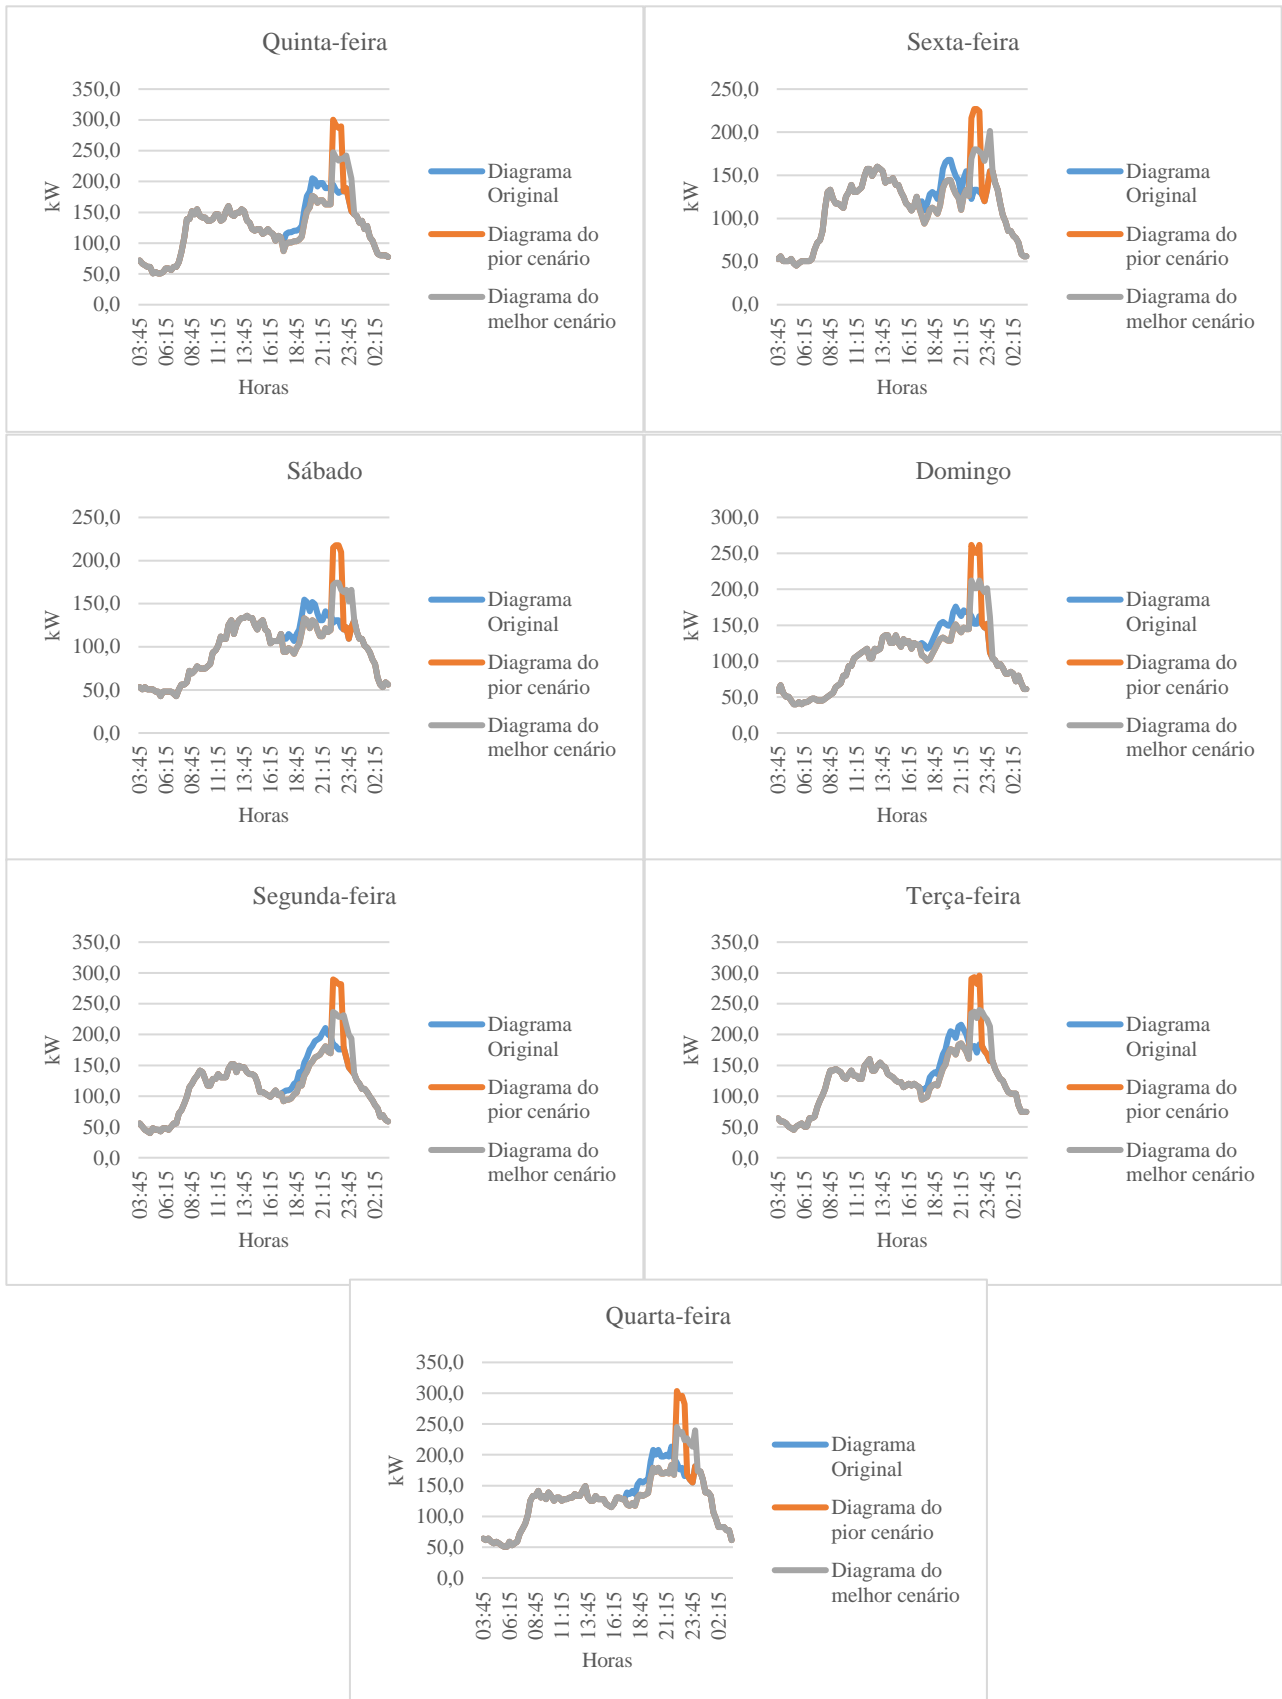 Quinta-feira
350,0
300,0
250,0
200,0
150,0
100,0
50,0
0,0
kW
03:45
06:15
08:45
11:15
13:45
16:15
18:45
21:15
23:45
02:15
Horas
Diagrama
Original
Diagrama do
pior cenário
Diagrama do
melhor cenário
Sexta-feira
250,0
200,0
150,0
100,0
50,0
0,0
kW
03:45
06:15
08:45
11:15
13:45
16:15
18:45
21:15
23:45
02:15
Horas
Diagrama
Original
Diagrama do
pior cenário
Diagrama do
melhor cenário
Sábado
250,0
200,0
150,0
100,0
50,0
0,0
kW
03:45
06:15
08:45
11:15
13:45
16:15
18:45
21:15
23:45
02:15
Horas
Diagrama
Original
Diagrama do
pior cenário
Diagrama do
melhor cenário
Domingo
300,0
250,0
200,0
150,0
100,0
50,0
0,0
kW
03:45
06:15
08:45
11:15
13:45
16:15
18:45
21:15
23:45
02:15
Horas
Diagrama
Original
Diagrama do
pior cenário
Diagrama do
melhor cenário
Segunda-feira
350,0
300,0
250,0
200,0
150,0
100,0
50,0
0,0
kW
03:45
06:15
08:45
11:15
13:45
16:15
18:45
21:15
23:45
02:15
Horas
Diagrama
Original
Diagrama do
pior cenário
Diagrama do
melhor cenário
Terça-feira
350,0
300,0
250,0
200,0
150,0
100,0
50,0
0,0
kW
03:45
06:15
08:45
11:15
13:45
16:15
18:45
21:15
23:45
02:15
Horas
Diagrama
Original
Diagrama do
pior cenário
Diagrama do
melhor cenário
Quarta-feira
350,0
300,0
250,0
200,0
150,0
100,0
50,0
0,0
kW
03:45
06:15
08:45
11:15
13:45
16:15
18:45
21:15
23:45
02:15
Horas
Diagrama
Original
Diagrama do
pior cenário
Diagrama do
melhor cenário